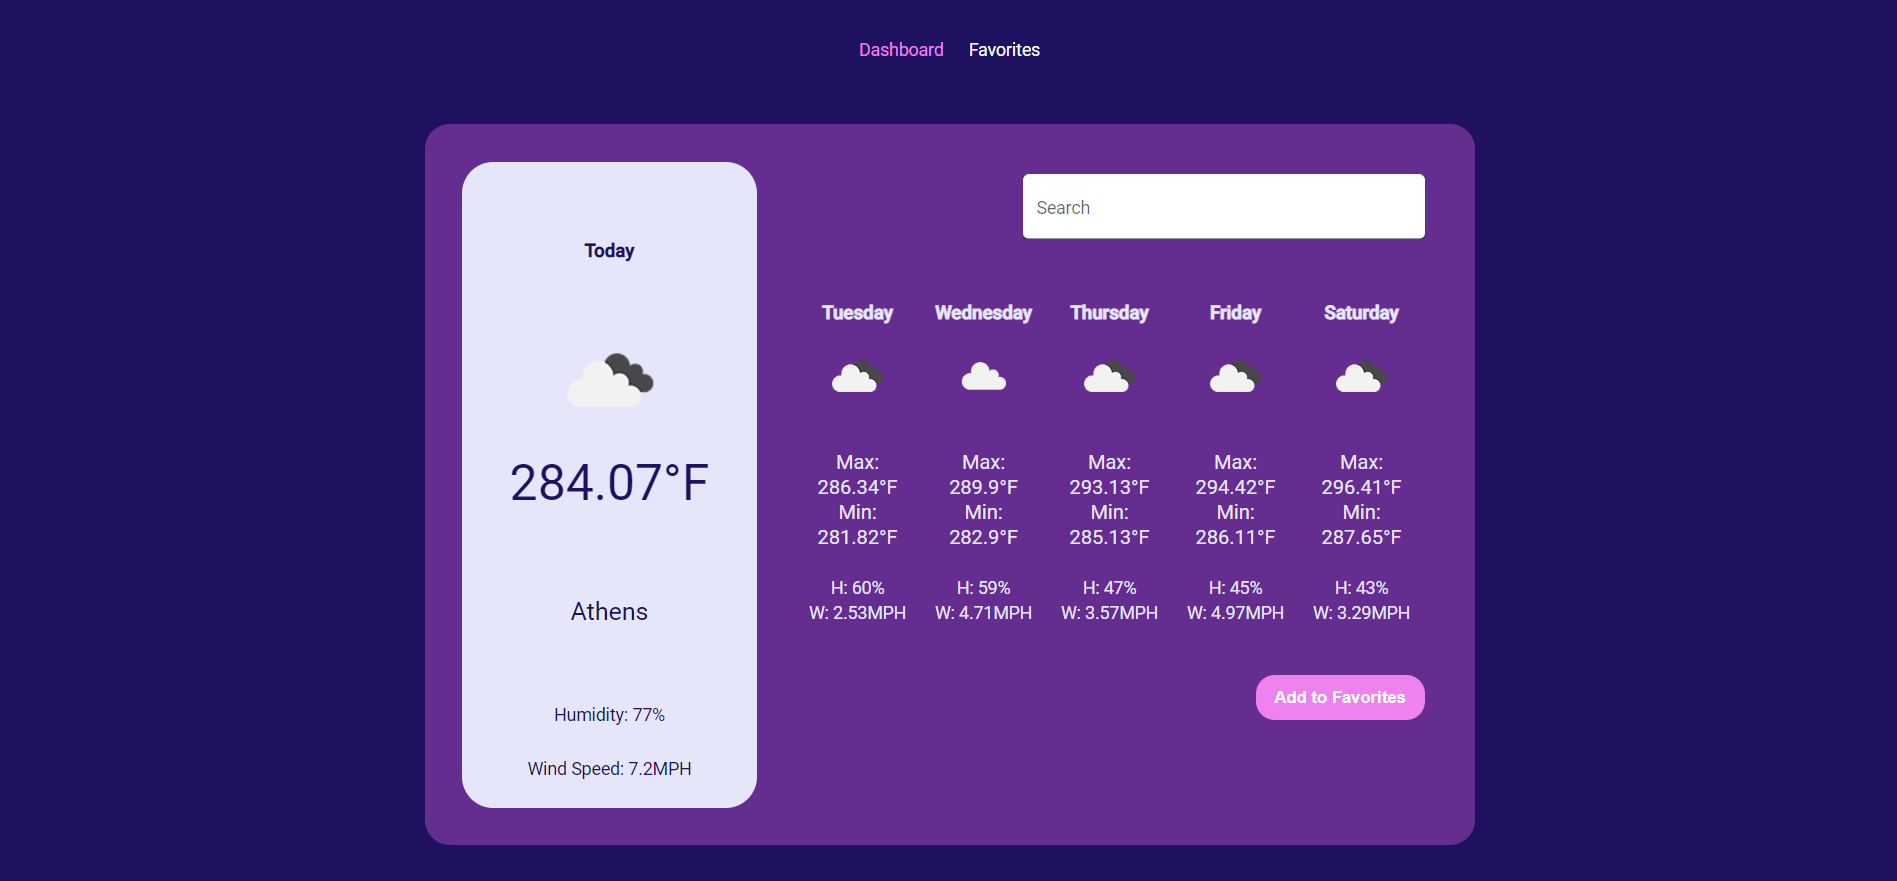 Dashboard Favorites
Today
284.07°F
Athens
Humidity: 77%
Wind Speed: 7.2MPH
Search
Tuesday
Max:
286.34°F
Min:
281.82°F
H: 60%
W: 2.53MPH
Wednesday
Max:
289.9°F
Min:
282.9°F
H: 59%
W: 4.71MPH
Thursday
Max:
293.13°F
Min:
285.13°F
H: 47%
W: 3.57MPH
Friday
Max:
294.42°F
Min:
286.11°F
H: 45%
W: 4.97MPH
Saturday
Max:
296.41°F
Min:
287.65°F
H: 43%
W: 3.29MPH
Add to Favorites